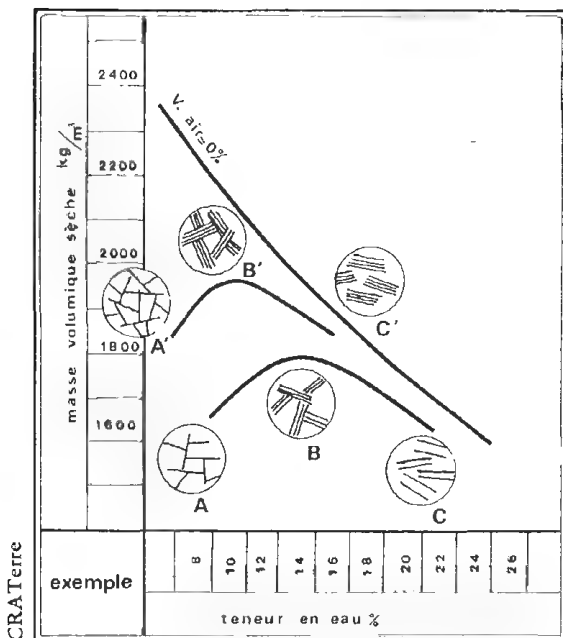 masse volumique sèche kg/m³
2400
2200
2000
1800
1600
V. air=0%
B'
C'
A'
B
A
C
exemple
8
10
12
14
16
18
20
22
24
26
teneur en eau %
CRATerre